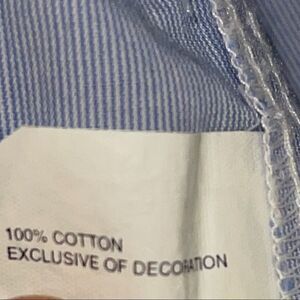 100% COTTON
EXCLUSIVE OF DECORATION